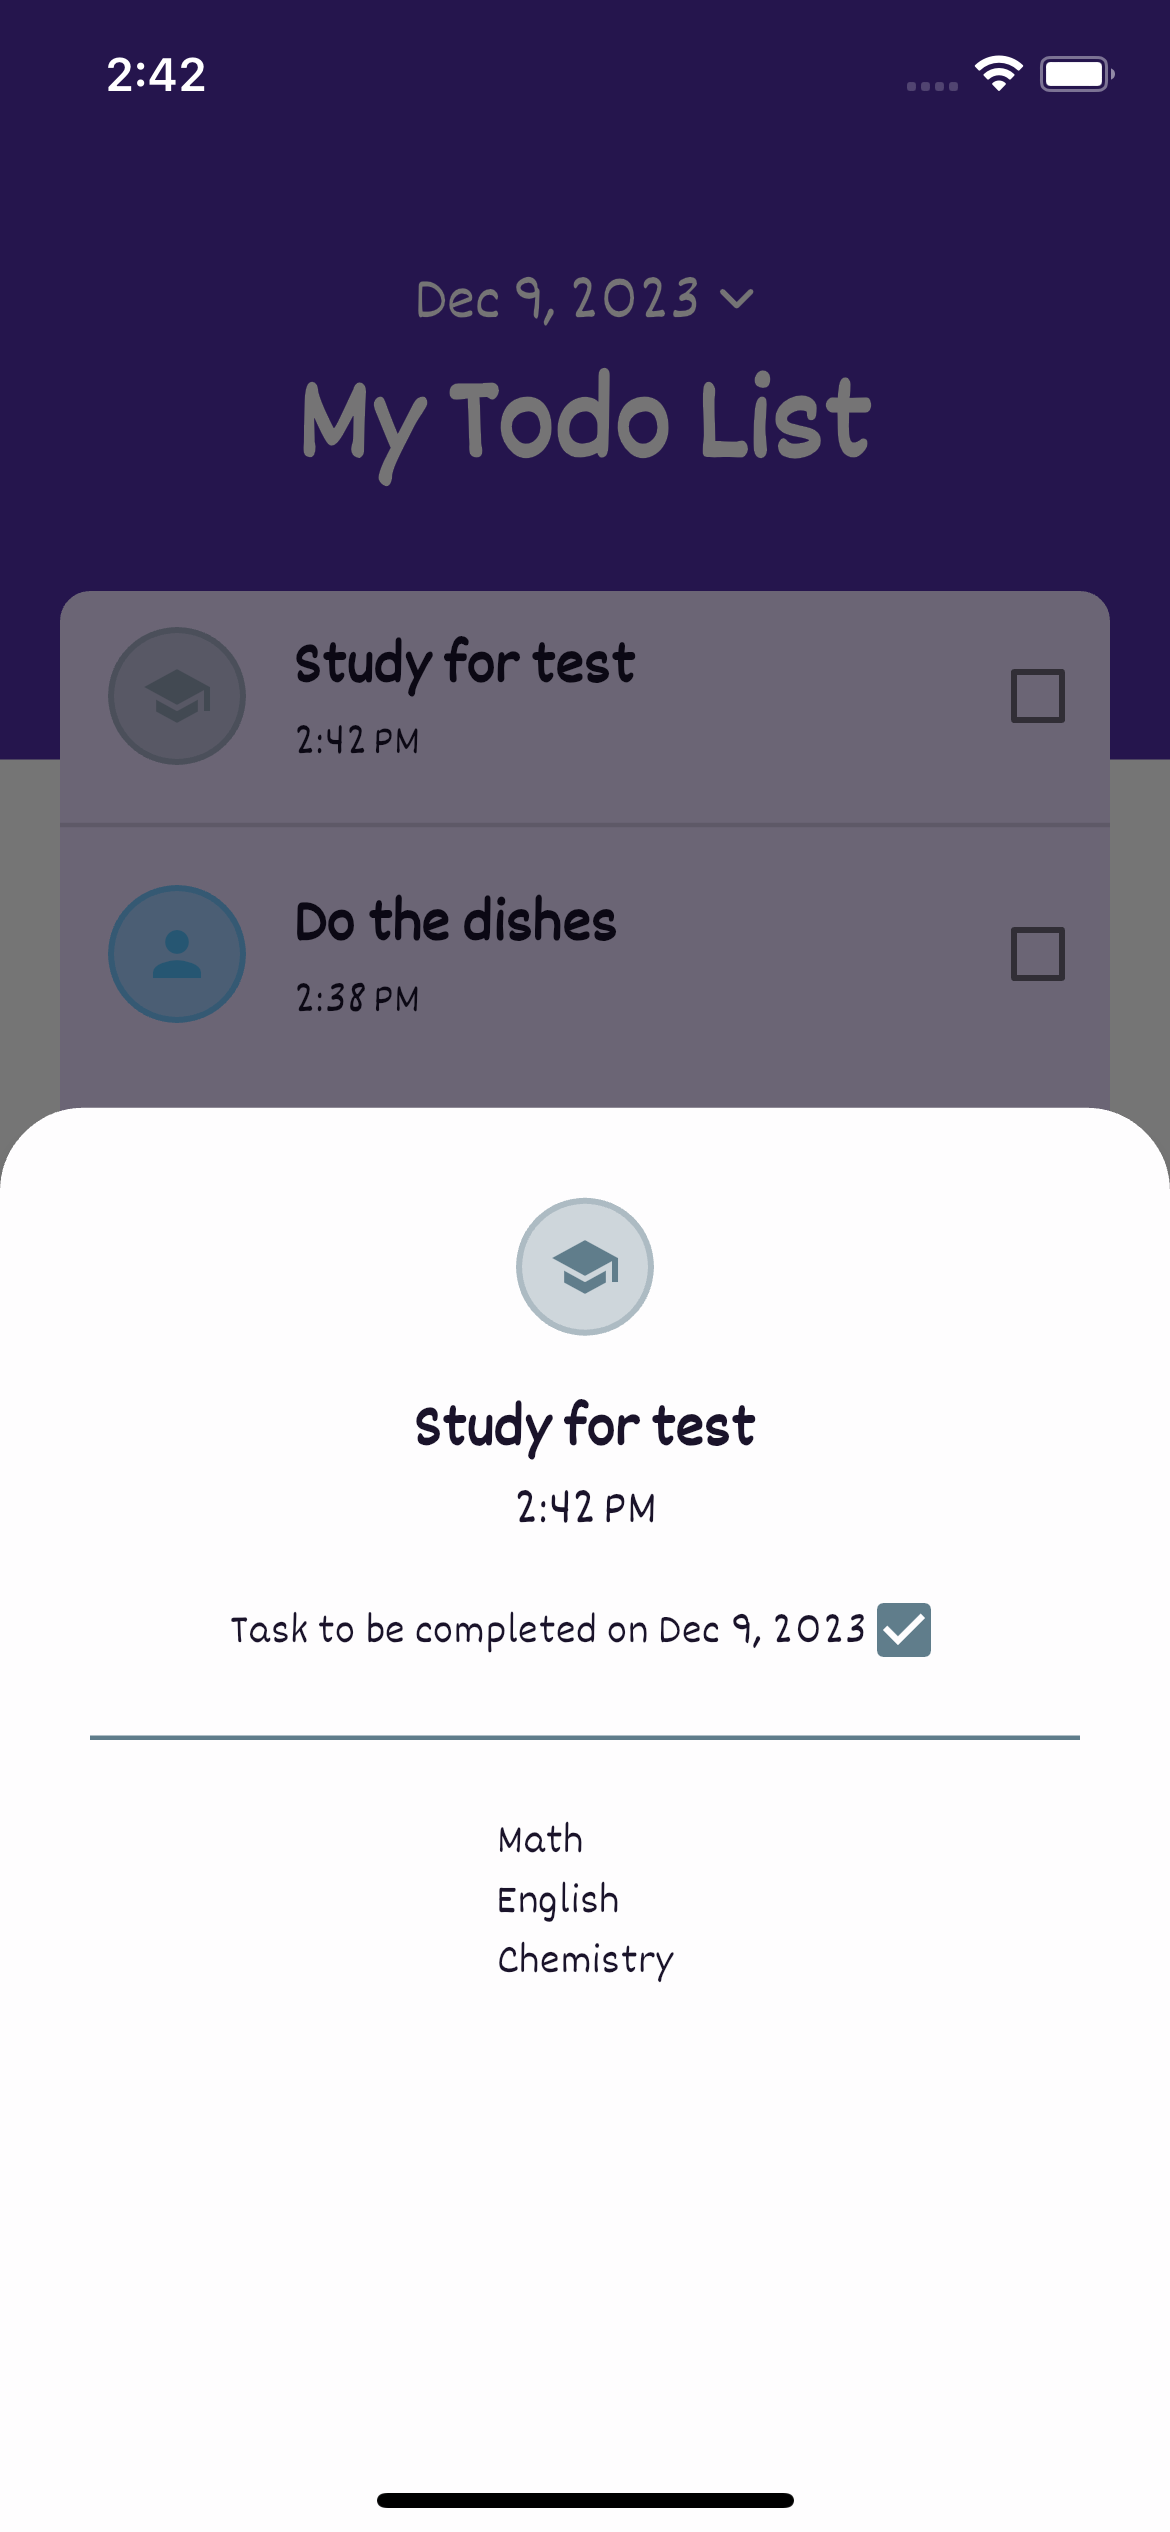 2:42
Dec 9, 2023
My Todo List
Study for test
2:42 PM
Do the dishes
2:38 PM
Study for test
2:42 PM
Task to be completed on Dec 9, 2023
Math
English
Chemistry